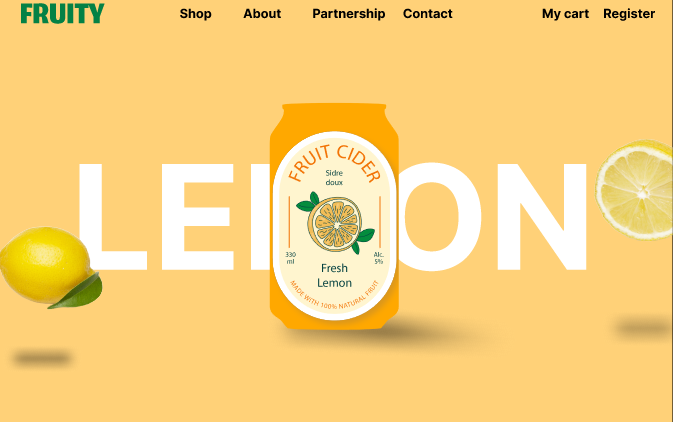 FRUITY
Shop About Partnership Contact My cart Register
LEMON
FRUIT CIDER
Sidre
doux
330
ml
Alc.
5%
Fresh
Lemon
MADE WITH 100% NATURAL FRUIT